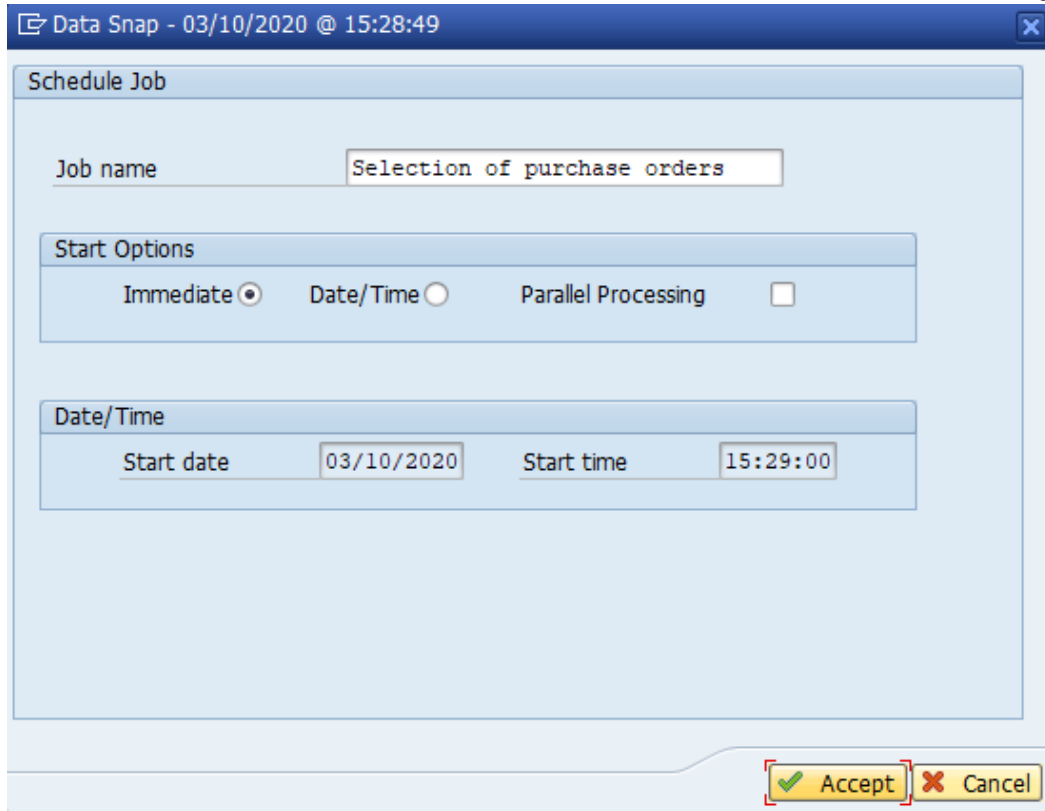 Data Snap - 03/10/2020 @ 15:28:49
Schedule Job
Job name Selection of purchase orders
Start Options
Immediate Date/Time Parallel Processing
Date/Time
Start date 03/10/2020 Start time 15:29:00
Accept Cancel